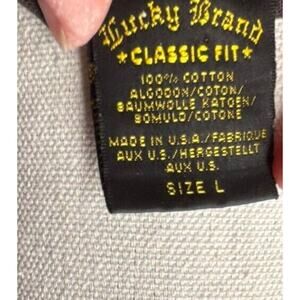 Lucky Brand
★CLASSIC FIT★
100% COTTON
ALGODON/COTON/
BAUMWOLLE KATOEN/
BOMULD/COTONE
MADE IN U.S.A./FABRIQUE
AUX U.S./HERGESTELLT
AUX U.S.
SIZE L